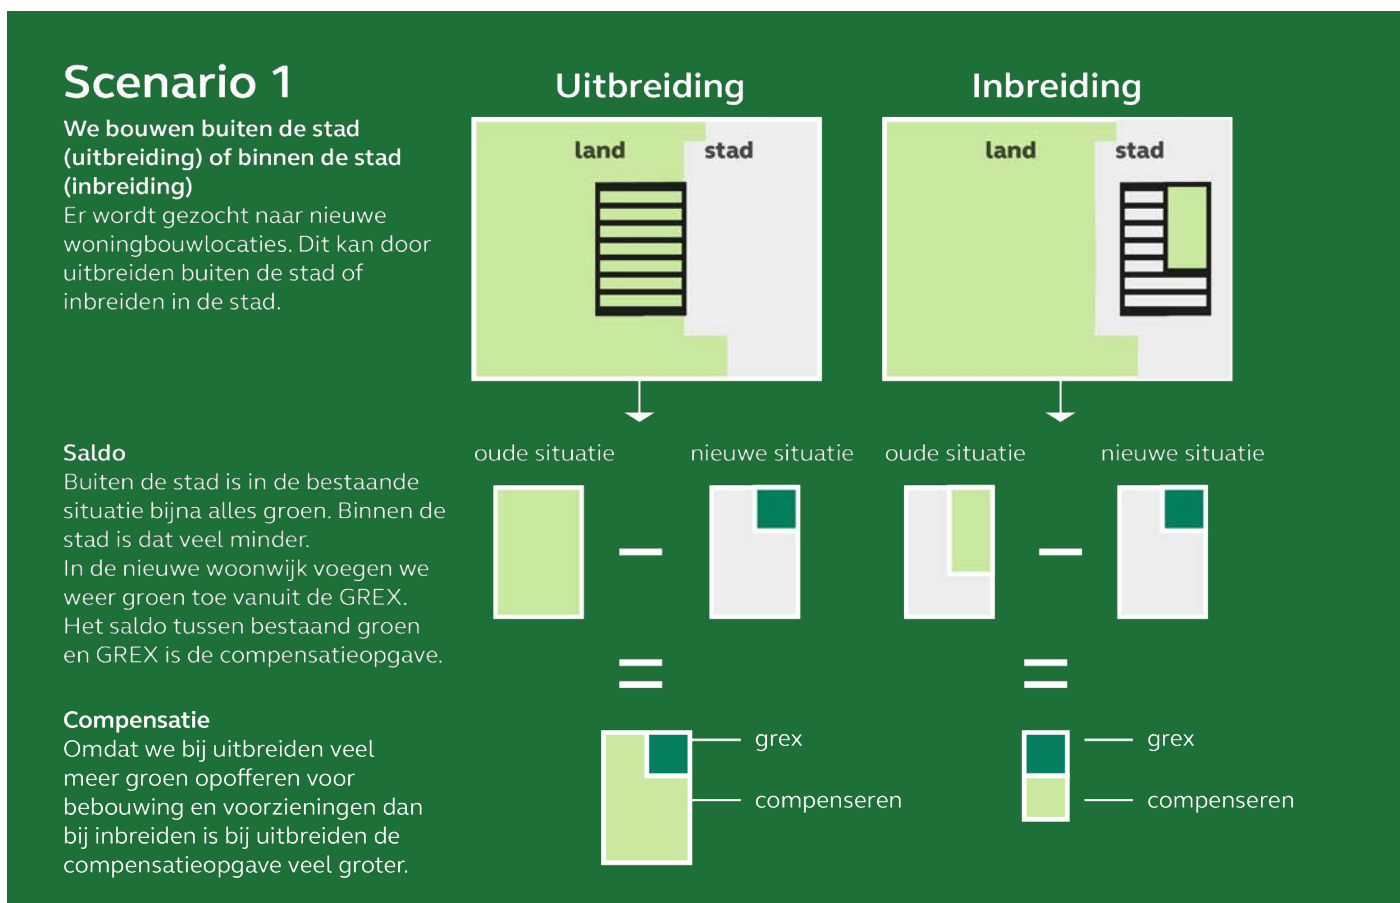 Scenario 1
We bouwen buiten de stad
(uitbreiding) of binnen de stad
(inbreiding)
Er wordt gezocht naar nieuwe
woningbouwlocaties. Dit kan door
uitbreiden buiten de stad of
inbreiden in de stad.
Uitbreiding
land stad
Inbreiding
land stad
Saldo
Buiten de stad is in de bestaande
situatie bijna alles groen. Binnen de
stad is dat veel minder.
In de nieuwe woonwijk voegen we
weer groen toe vanuit de GREX.
Het saldo tussen bestaand groen
en GREX is de compensatieopgave.
oude situatie nieuwe situatie oude situatie nieuwe situatie
Compensatie
Omdat we bij uitbreiden veel
meer groen opofferen voor
bebouwing en voorzieningen dan
bij inbreiden is bij uitbreiden de
compensatieopgave veel groter.
grex
compenseren
grex
compenseren